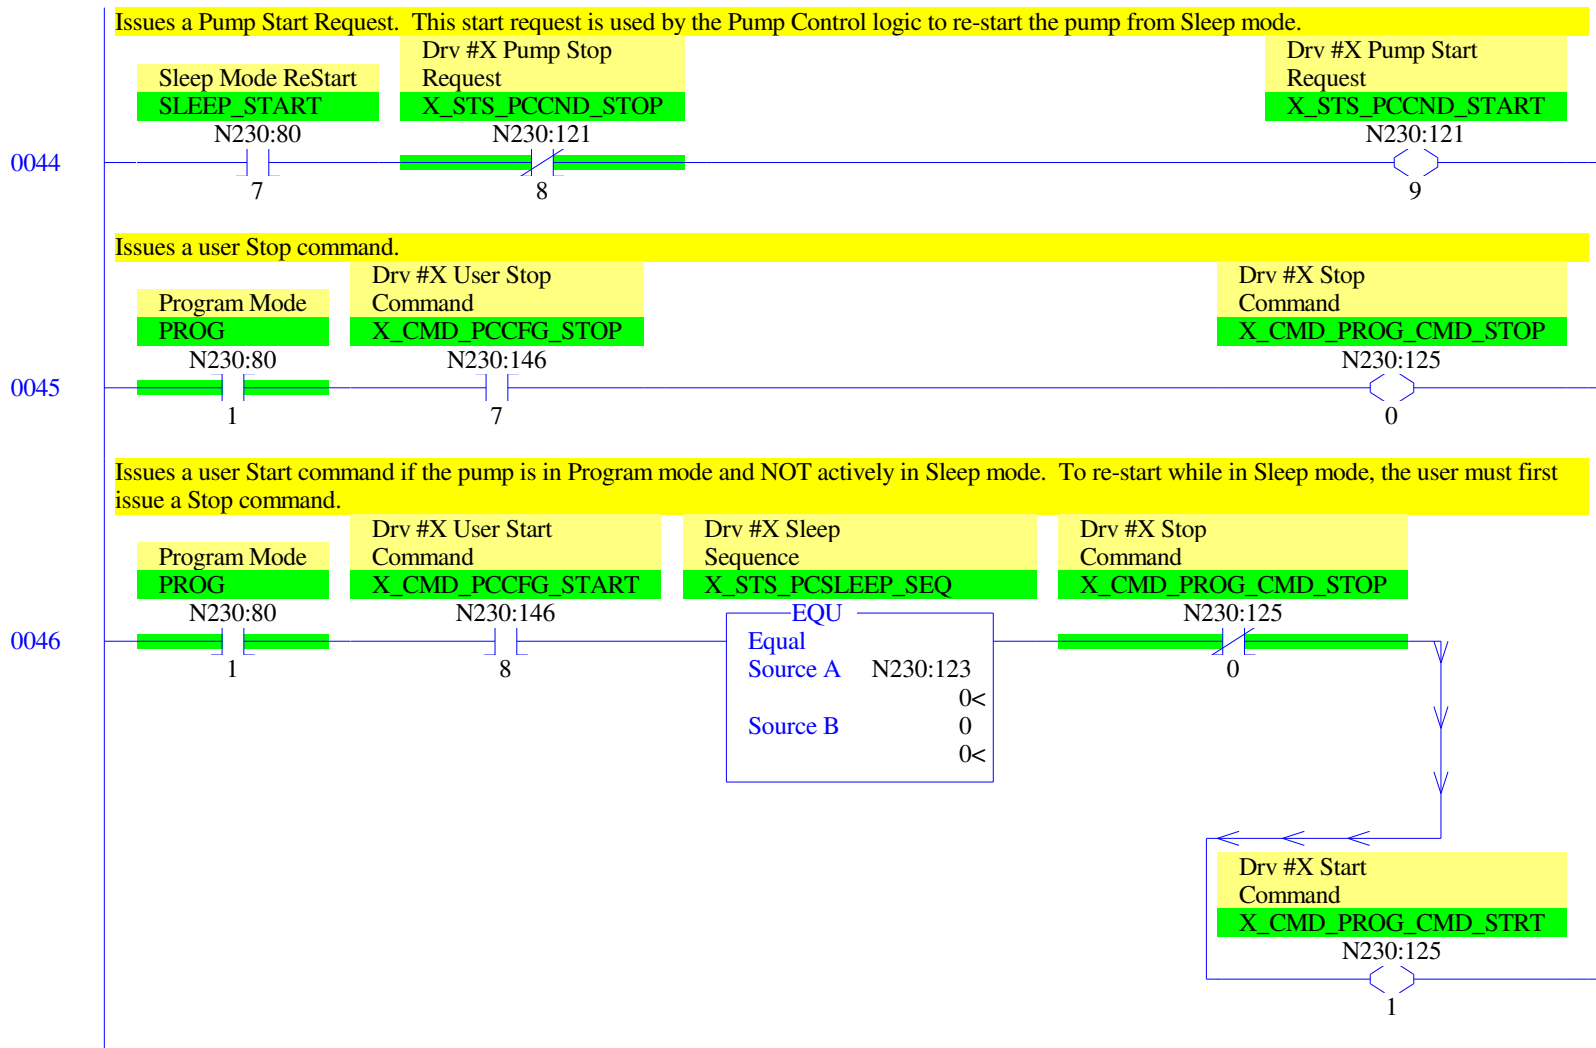 Issues a Pump Start Request.  This start request is used by the Pump Control logic to re-start the pump from Sleep mode.
Drv #X Pump Stop
Drv #X Pump Start
Sleep Mode ReStart
Request
Request
SLEEP_START
X_STS_PCCND_STOP
X_STS_PCCND_START
N230:80
N230:121
N230:121
0044
7
8
9
Issues a user Stop command.
Drv #X User Stop
Drv #X Stop
Program Mode
Command
Command
PROG
X_CMD_PCCFG_STOP
X_CMD_PROG_CMD_STOP
N230:80
N230:146
N230:125
0045
1
7
0
Issues a user Start command if the pump is in Program mode and NOT actively in Sleep mode.  To re-start while in Sleep mode, the user must first
issue a Stop command.
Drv #X User Start
Drv #X Sleep
Drv #X Stop
Program Mode
Command
Sequence
Command
PROG
X_CMD_PCCFG_START
X_STS_PCSLEEP_SEQ
X_CMD_PROG_CMD_STOP
N230:80
N230:146
EQU
N230:125
0046
Equal
1
8
Source A N230:123
0
0<
Source B 0
0<
Drv #X Start
Command
X_CMD_PROG_CMD_STRT
N230:125
1